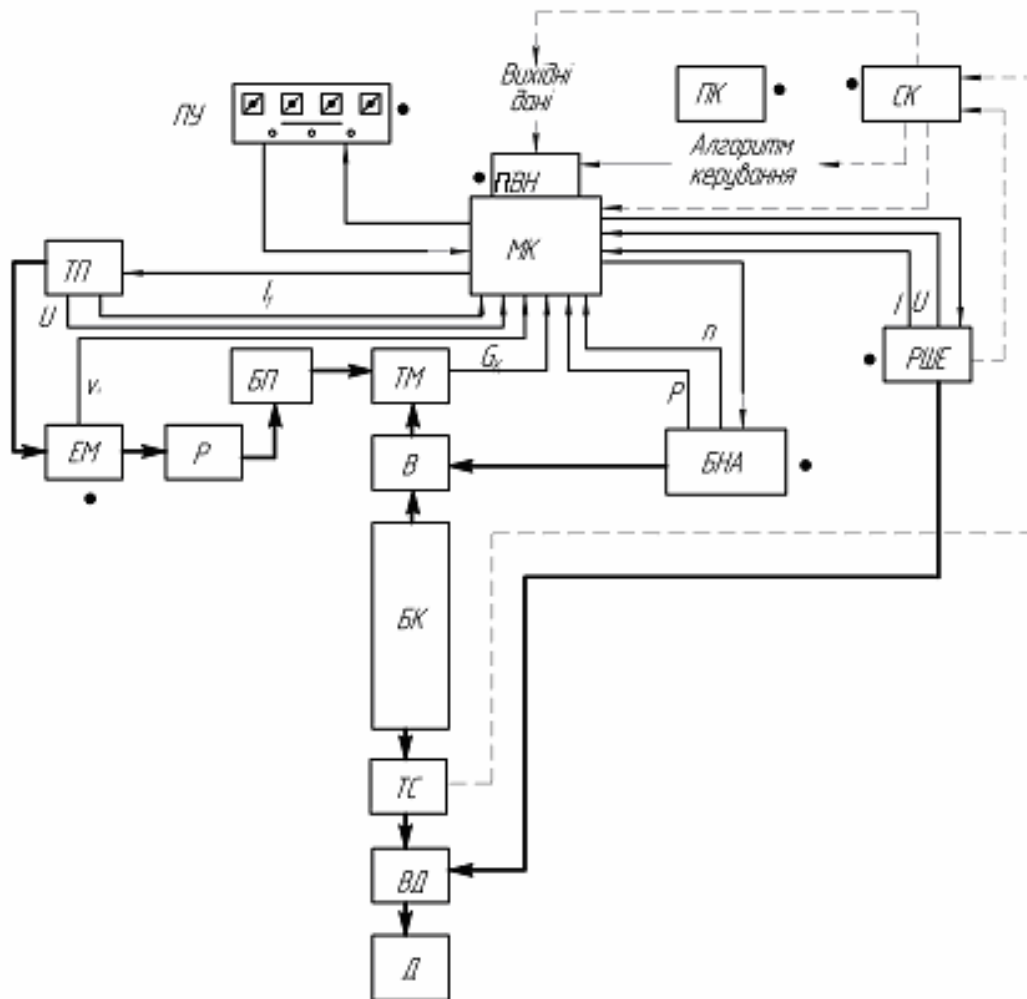 Вихідні
дані
ПК
СК
ПУ
Алгоритм
керування
ПВН
МК
ТП
I
U
I
U
n
РШЕ
БП
ТМ
G
P
v
ЕМ
Р
В
БНА
БК
ТС
ВД
Д